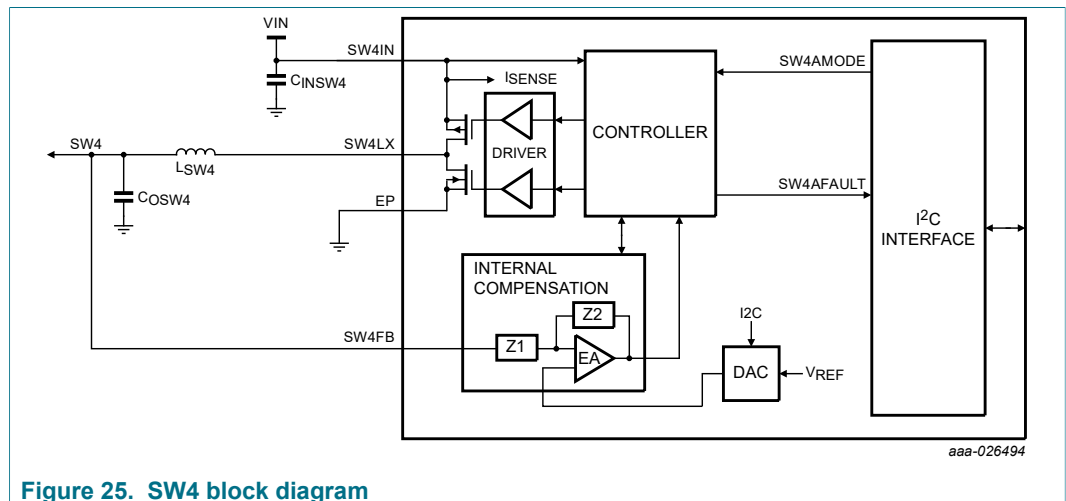 VIN
SW4IN
CINSW4
ISENSE
SW4AMODE
CONTROLLER
SW4
SW4LX
LSW4
DRIVER
COSW4
SW4AFAULT
EP
I2C
INTERFACE
INTERNAL
COMPENSATION
Z2
I2C
SW4FB
Z1
EA
DAC
VREF
aaa-026494
Figure 25. SW4 block diagram